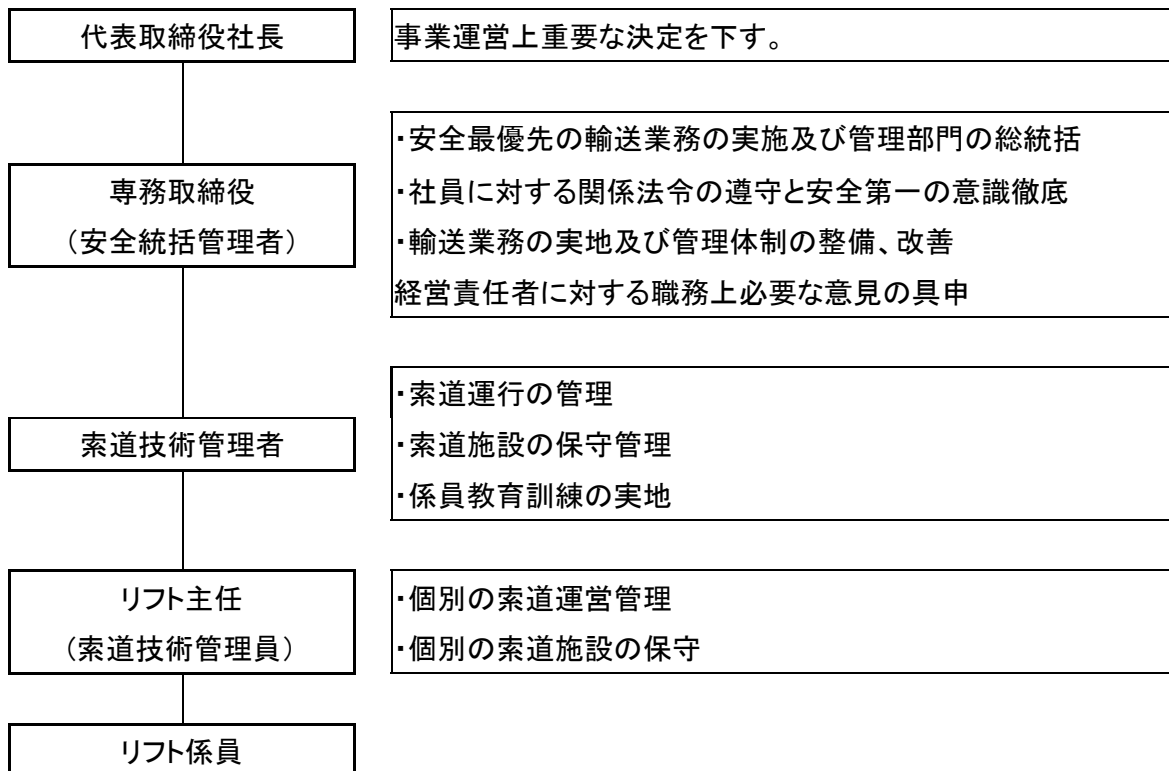 代表取締役社長
事業運営上重要な決定を下す。
専務取締役
（安全統括管理者）
・安全最優先の輸送業務の実施及び管理部門の総統括
・社員に対する関係法令の遵守と安全第一の意識徹底
・輸送業務の実地及び管理体制の整備、改善
経営責任者に対する職務上必要な意見の具申
索道技術管理者
・索道運行の管理
・索道施設の保守管理
・係員教育訓練の実地
リフト主任
（索道技術管理員）
・個別の索道運営管理
・個別の索道施設の保守
リフト係員